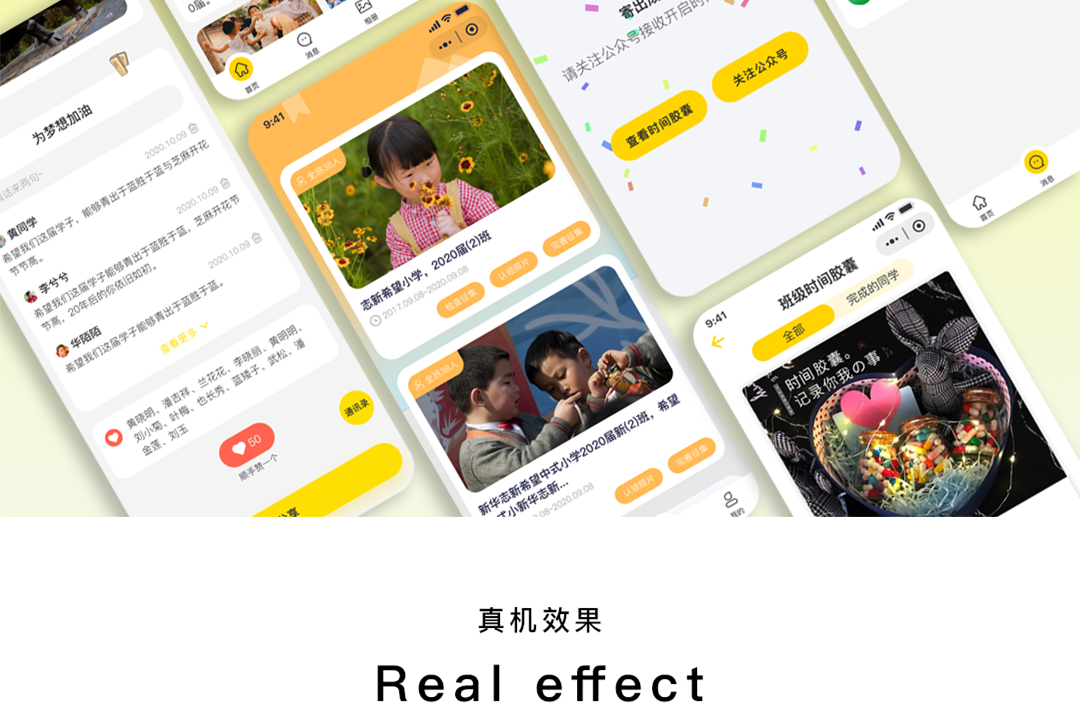 0届。
首页
消息
相册
为梦想加油
2020.10.09
黄同学
希望我们这届学子，能够青出于蓝胜于蓝与芝麻开花
节节高。
2020.10.09
李兮兮
希望我们这届学子能够青出于蓝胜于蓝，芝麻开花节
节高，20年后的你依旧如初。
2020.10.09
华陌陌
希望我们这届学子能够青出于蓝胜于蓝。
查看更多
黄晓明、潘吉祥、兰花花、李晓丽、黄明明、
刘小菊、叶梅，也长秀、蓝矮子、武松、潘
金莲、刘玉
50
顺手赞一个
通讯录
分享
9:41
全班38人
志新希望小学，2020届(2)班
2017.09.08-2020.09.08
检查征集
认领照片
完善征集
全班36人
新华志新希望中式小学2020届新(2)班，希望
中式小新华志新...
认领照片
完善征集
我的
请关注公众号接收开启时
查看时间胶囊
关注公众号
首页
消息
9:41
班级时间胶囊
全部
完成的同学
时间胶囊。
记录你我の事
真机效果
Real effect